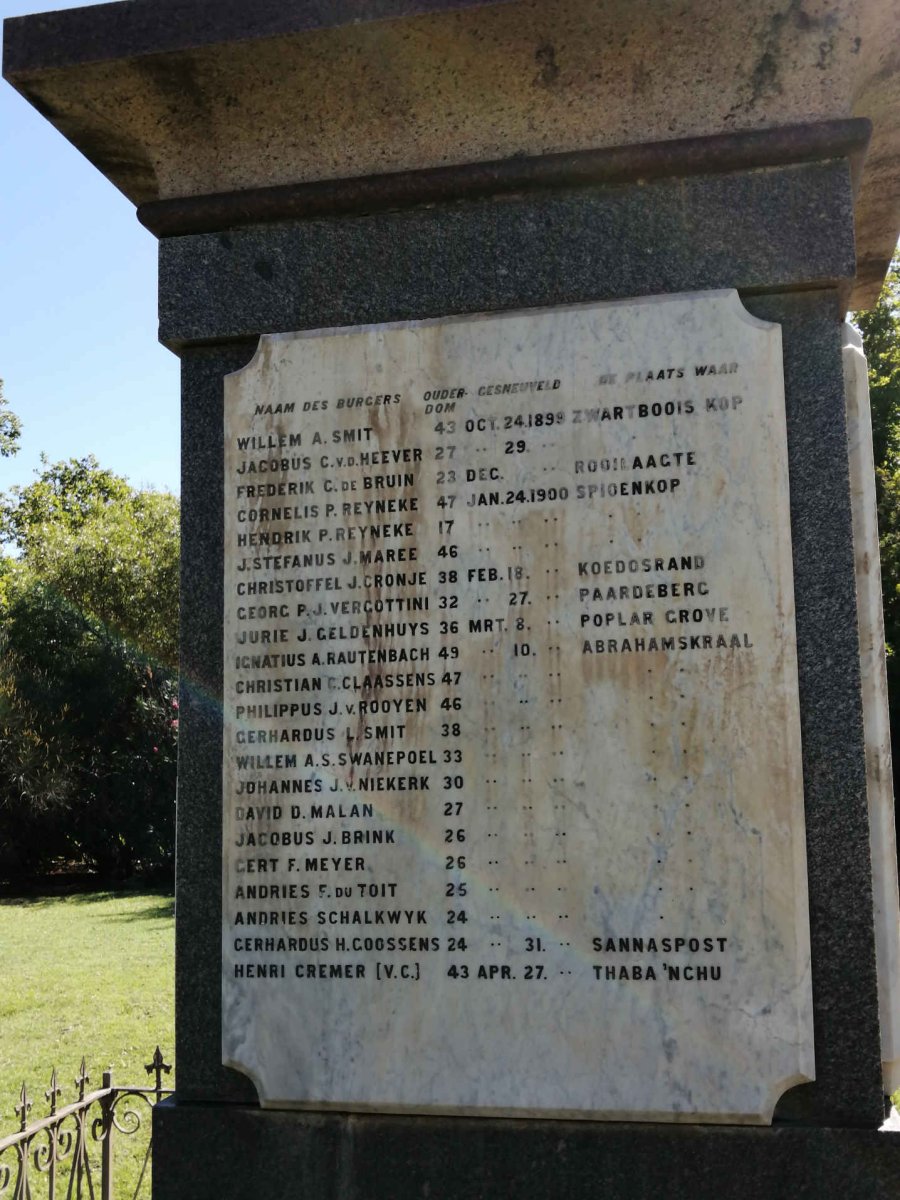 NAAM DES BURGERS OUDER- GESNEUVELD DE PLAATS WAAR
DOM
WILLEM A. SMIT 43 OCT. 24. 1899 ZWARTBOOIS KOP
JACOBUS C. V.D. HEEVER 27 ·· 29. ·· ··
FREDERIK C. DE BRUIN 23 DEC. ·· ROOILAAGTE
CORNELIS P. REYNEKE 47 JAN. 24. 1900 SPIOENKOP
HENDRIK P. REYNEKE 17 ·· ·· ·· ··
J. STEFANUS J. MAREE 46 ·· ·· ·· ··
CHRISTOFFEL J. CRONJE 38 FEB. 18. ·· KOEDOSRAND
GEORG P. J. VERGOTTINI 32 ·· 27. ·· PAARDEBERG
JURIE J. GELDENHUYS 36 MRT. 8. ·· POPLAR GROVE
IGNATIUS A. RAUTENBACH 49 ·· 10. ·· ABRAHAMSKRAAL
CHRISTIAN C. CLAASSENS 47 ·· ·· ·· ·· ··
PHILIPPUS J. V. ROOYEN 46 ·· ·· ·· ·· ··
GERHARDUS L. SMIT 38 ·· ·· ·· ·· ··
WILLEM A. S. SWANEPOEL 33 ·· ·· ·· ·· ··
JOHANNES J. V. NIEKERK 30 ·· ·· ·· ·· ··
DAVID D. MALAN 27 ·· ·· ·· ·· ··
JACOBUS J. BRINK 26 ·· ·· ·· ·· ··
GERT F. MEYER 26 ·· ·· ·· ·· ··
ANDRIES F. DU TOIT 25 ·· ·· ·· ·· ··
ANDRIES SCHALKWYK 24 ·· ·· ·· ·· ··
GERHARDUS H. GOOSSENS 24 ·· 31. ·· SANNASPOST
HENRI CREMER [V.C.] 43 APR. 27. ·· THABA 'NCHU